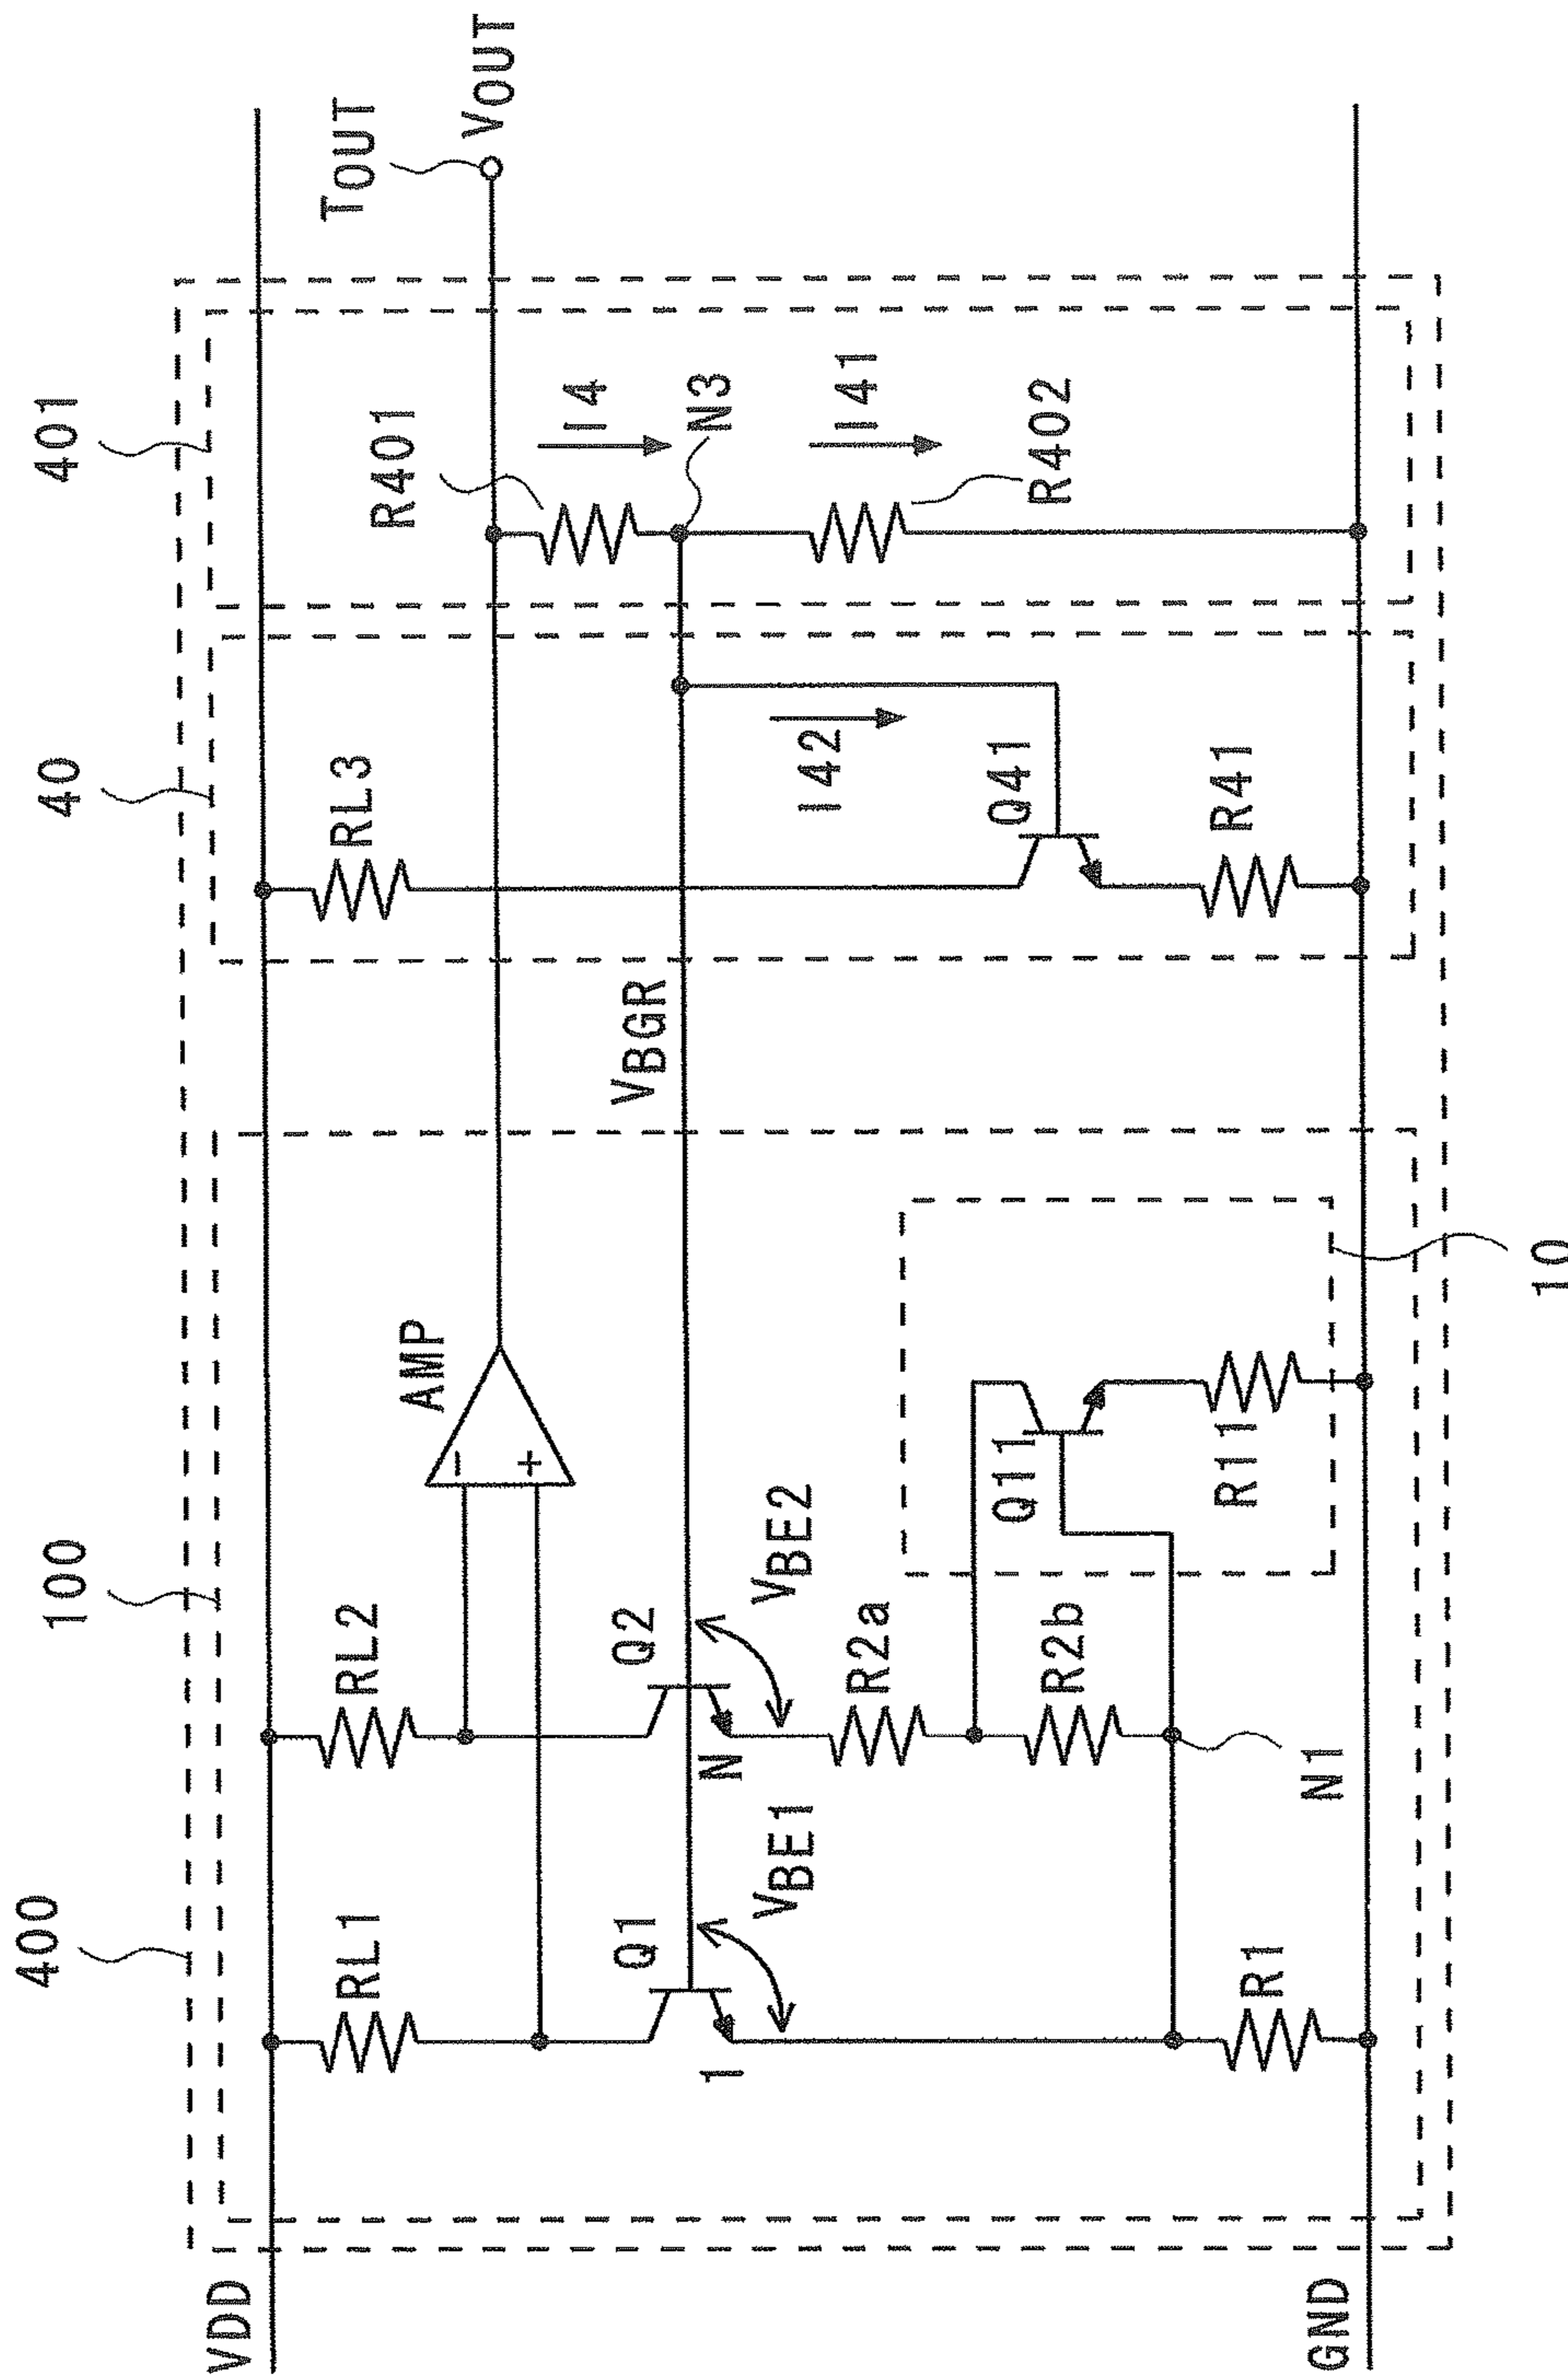 400
100
40
401
VDD
RL1
RL2
RL3
AMP
−
+
TOUT
VOUT
R401
I4
N3
I41
R402
VBGR
Q1
1
VBE1
Q2
N
VBE2
I42
Q41
R41
R2a
R2b
Q11
R11
R1
N1
10
GND